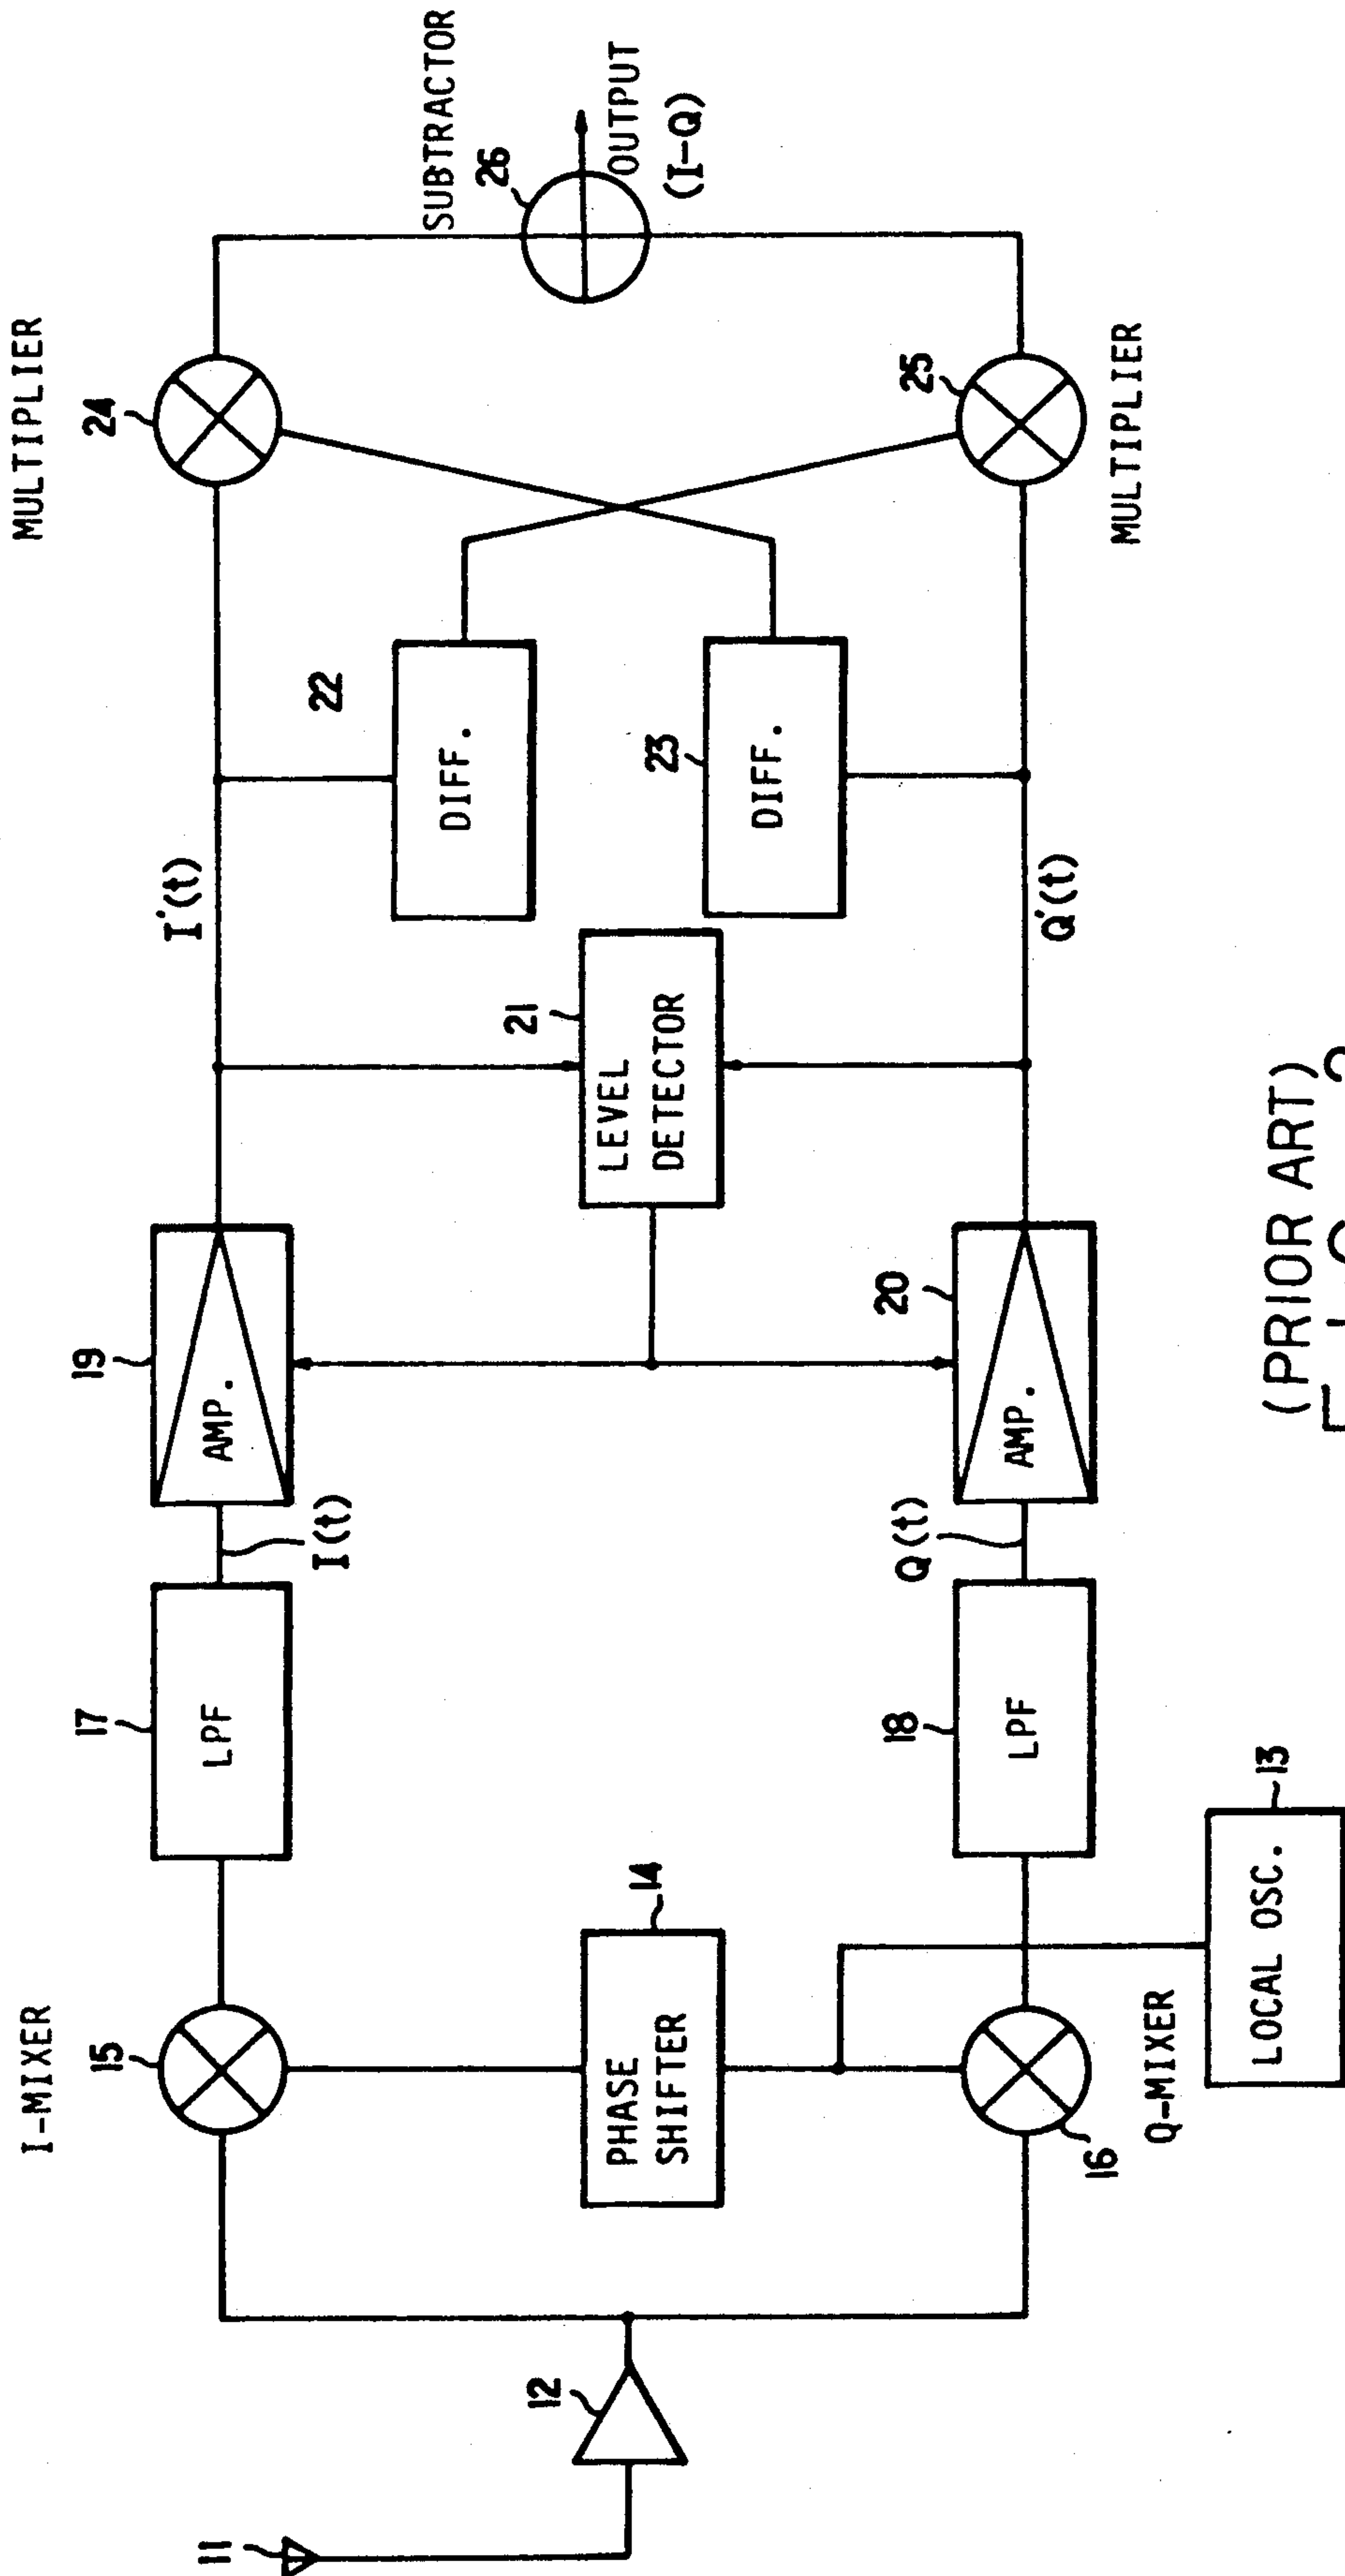 I-MIXER
MULTIPLIER
15
17
19
24
LPF
AMP.
I(t)
I'(t)
22
DIFF.
SUBTRACTOR
26
OUTPUT
(I-Q)
11
12
14
PHASE
SHIFTER
21
LEVEL
DETECTOR
23
DIFF.
18
LPF
Q(t)
20
AMP.
Q'(t)
25
MULTIPLIER
16
Q-MIXER
13
LOCAL OSC.
(PRIOR ART)